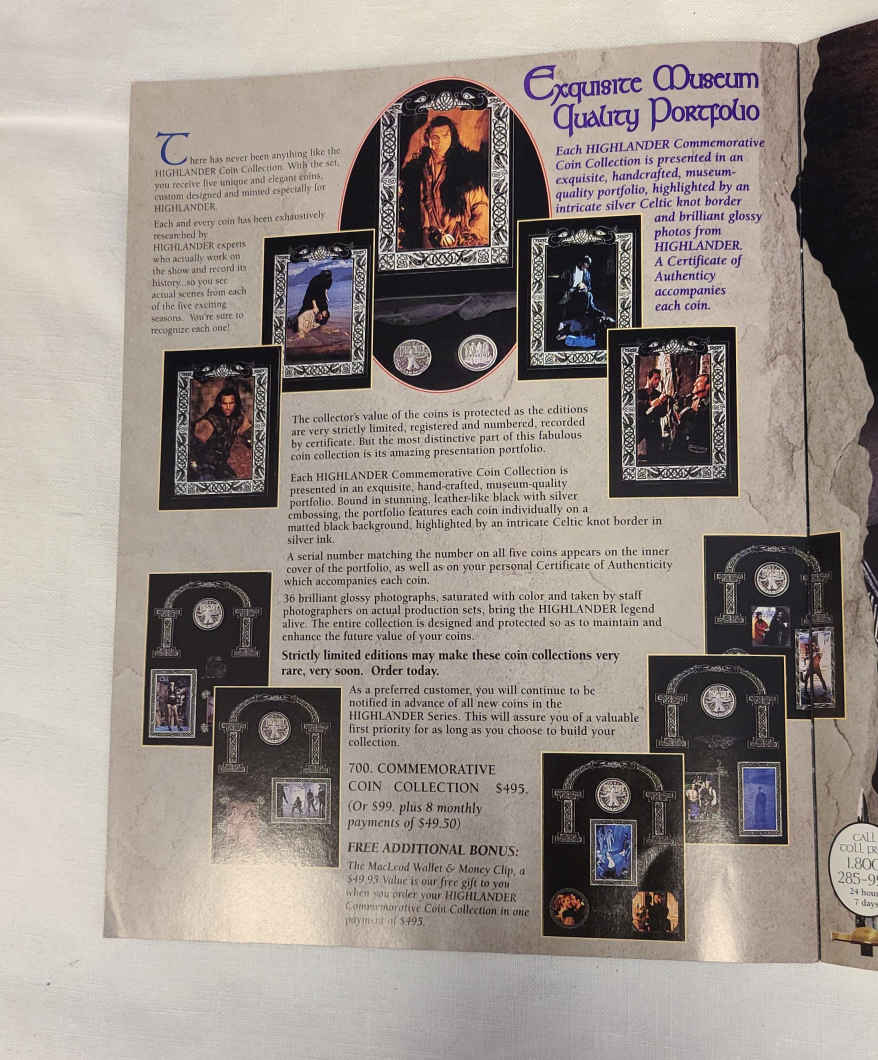 There has never been anything like the
HIGHLANDER Coin Collection. With the set,
you receive five unique and elegant coins,
custom designed and minted especially for
HIGHLANDER.
Each and every coin has been exhaustively
researched by
HIGHLANDER experts
who actually work on
the show and record its
history...so you see
actual scenes from each
of the five exciting
seasons. You're sure to
recognize each one!
Exquisite Museum
Quality Portfolio
Each HIGHLANDER Commemorative
Coin Collection is presented in an
exquisite, handcrafted, museum-
quality portfolio, highlighted by an
intricate silver Celtic knot border
and brilliant glossy
photos from
HIGHLANDER.
A Certificate of
Authenticy
accompanies
each coin.
The collector's value of the coins is protected as the editions
are very strictly limited, registered and numbered, recorded
by certificate. But the most distinctive part of this fabulous
coin collection is its amazing presentation portfolio.
Each HIGHLANDER Commemorative Coin Collection is
presented in an exquisite, hand-crafted, museum-quality
portfolio. Bound in stunning, leather-like black with silver
embossing, the portfolio features each coin individually on a
matted black background, highlighted by an intricate Celtic knot border in
silver ink.
A serial number matching the number on all five coins appears on the inner
cover of the portfolio, as well as on your personal Certificate of Authenticity
which accompanies each coin.
36 brilliant glossy photographs, saturated with color and taken by staff
photographers on actual production sets, bring the HIGHLANDER legend
alive. The entire collection is designed and protected so as to maintain and
enhance the future value of your coins.
Strictly limited editions may make these coin collections very
rare, very soon. Order today.
As a preferred customer, you will continue to be
notified in advance of all new coins in the
HIGHLANDER Series. This will assure you of a valuable
first priority for as long as you choose to build your
collection.
700. COMMEMORATIVE
COIN COLLECTION $495.
(Or $99. plus 8 monthly
payments of $49.50)
FREE ADDITIONAL BONUS:
The MacLeod Wallet & Money Clip, a
$49.95 Value is our free gift to you
when you order your HIGHLANDER
Commemorative Coin Collection in one
payment of $495.
CALL
TOLL FR
1.800
285-99
24 hour
7 days